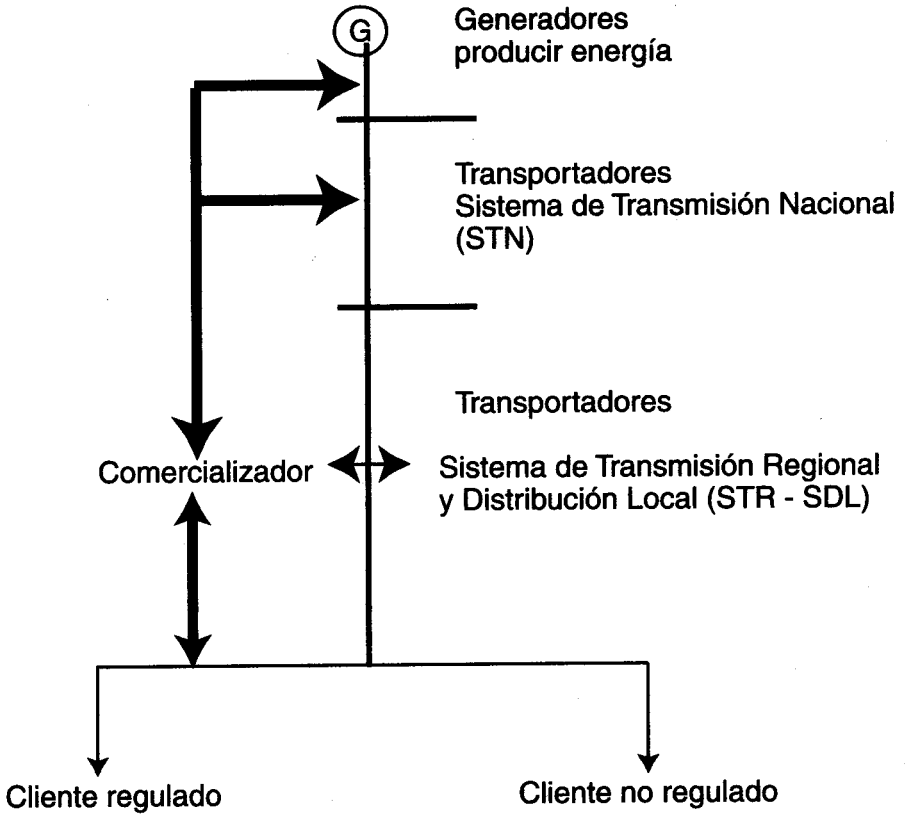 G
Generadores
producir energía
Transportadores
Sistema de Transmisión Nacional
(STN)
Transportadores
Comercializador
Sistema de Transmisión Regional
y Distribución Local (STR - SDL)
Cliente regulado
Cliente no regulado